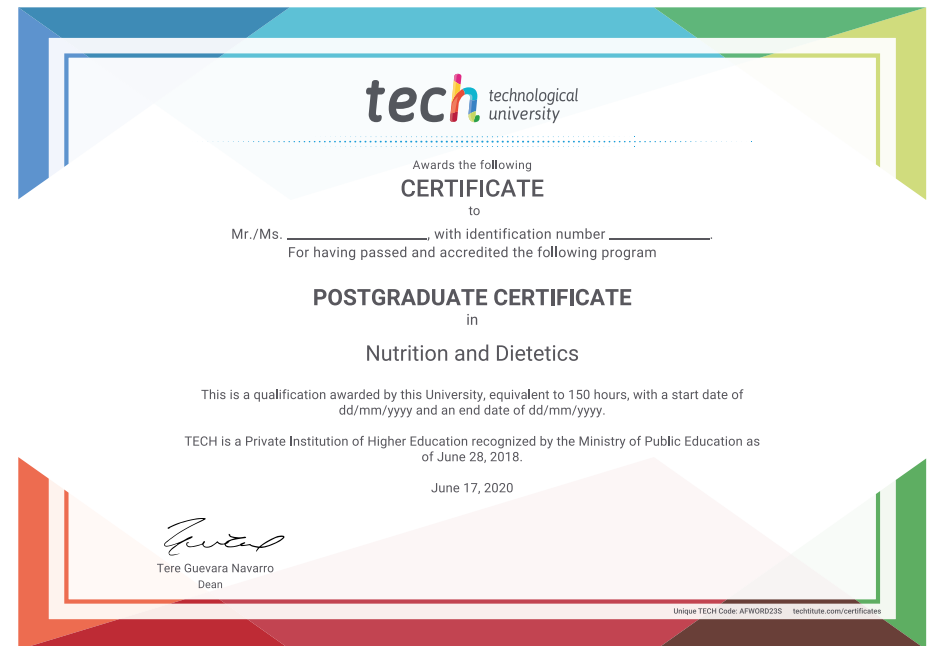 tech technological
university
Awards the following
CERTIFICATE
to
Mr./Ms. ____________________, with identification number ______________.
For having passed and accredited the following program
POSTGRADUATE CERTIFICATE
in
Nutrition and Dietetics
This is a qualification awarded by this University, equivalent to 150 hours, with a start date of
dd/mm/yyyy and an end date of dd/mm/yyyy.
TECH is a Private Institution of Higher Education recognized by the Ministry of Public Education as
of June 28, 2018.
June 17, 2020
Tere Guevara Navarro
Dean
Unique TECH Code: AFWORD23S techtitute.com/certificates